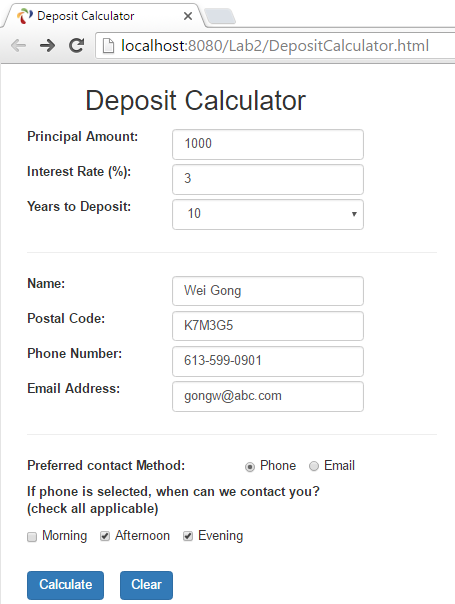 Deposit Calculator
localhost:8080/Lab2/DepositCalculator.html
Deposit Calculator
Principal Amount: 1000
Interest Rate (%): 3
Years to Deposit: 10
Name: Wei Gong
Postal Code: K7M3G5
Phone Number: 613-599-0901
Email Address: gongw@abc.com
Preferred contact Method: Phone Email
If phone is selected, when can we contact you?
(check all applicable)
Morning Afternoon Evening
Calculate Clear